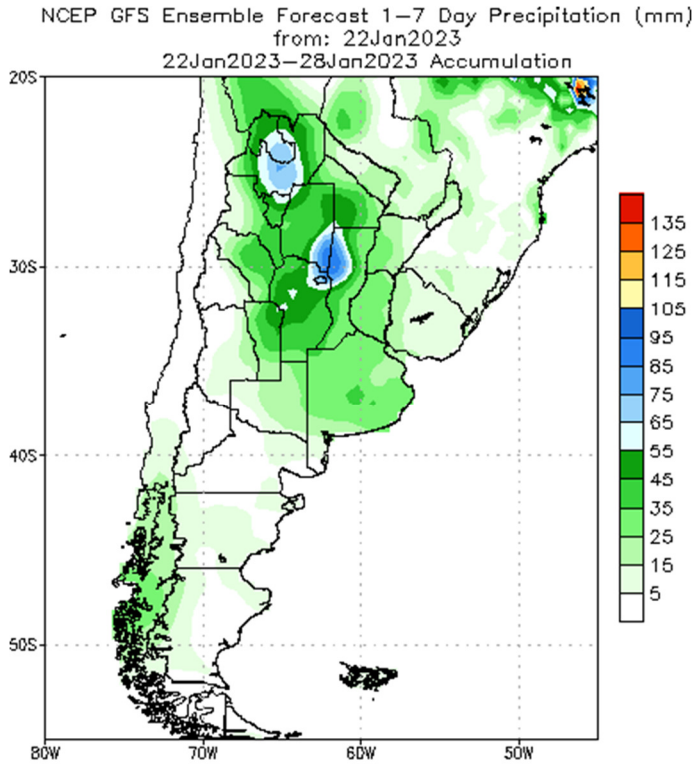 NCEP GFS Ensemble Forecast 1–7 Day Precipitation (mm)
from: 22Jan2023
22Jan2023–28Jan2023 Accumulation
20S
30S
40S
50S
80W
70W
60W
50W
135
125
115
105
95
85
75
65
55
45
35
25
15
5